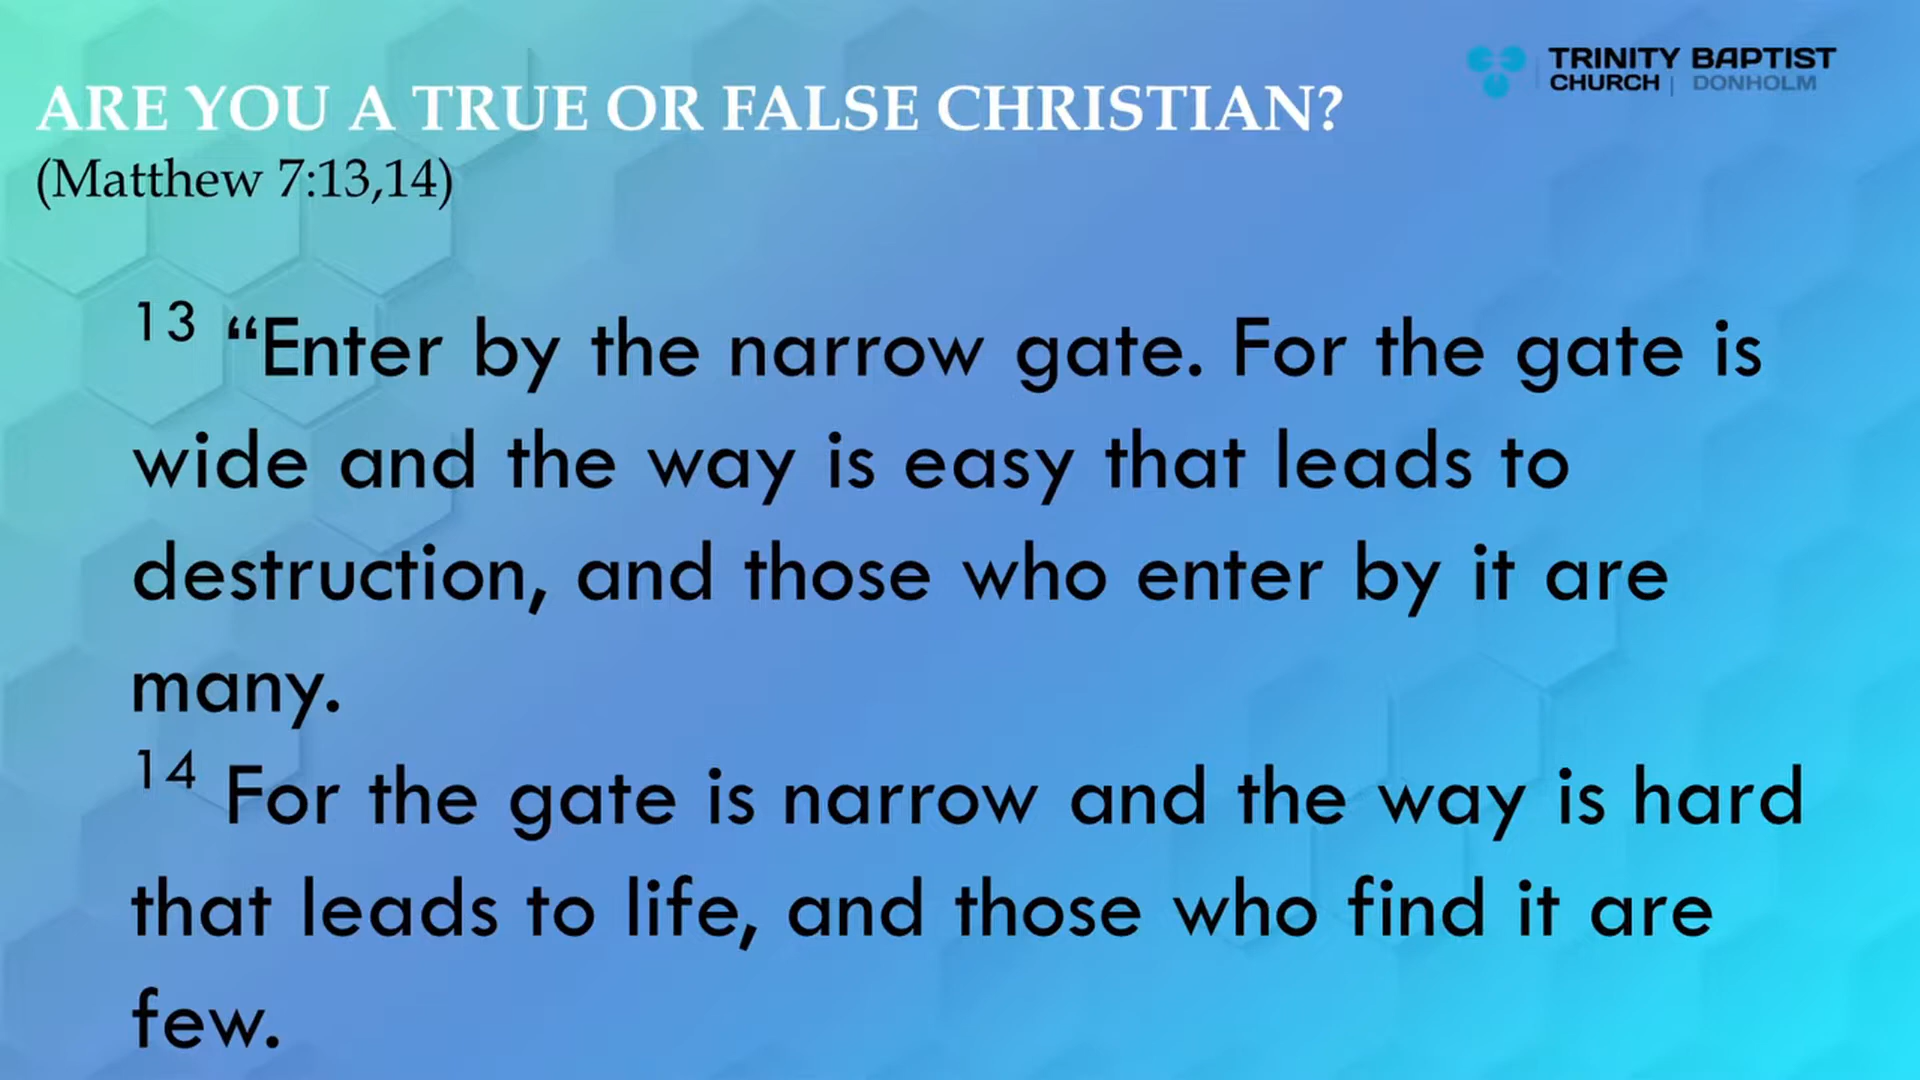 TRINITY BAPTIST
CHURCH | DONHOLM
ARE YOU A TRUE OR FALSE CHRISTIAN?
(Matthew 7:13,14)
13 “Enter by the narrow gate. For the gate is
wide and the way is easy that leads to
destruction, and those who enter by it are
many.
14 For the gate is narrow and the way is hard
that leads to life, and those who find it are
few.